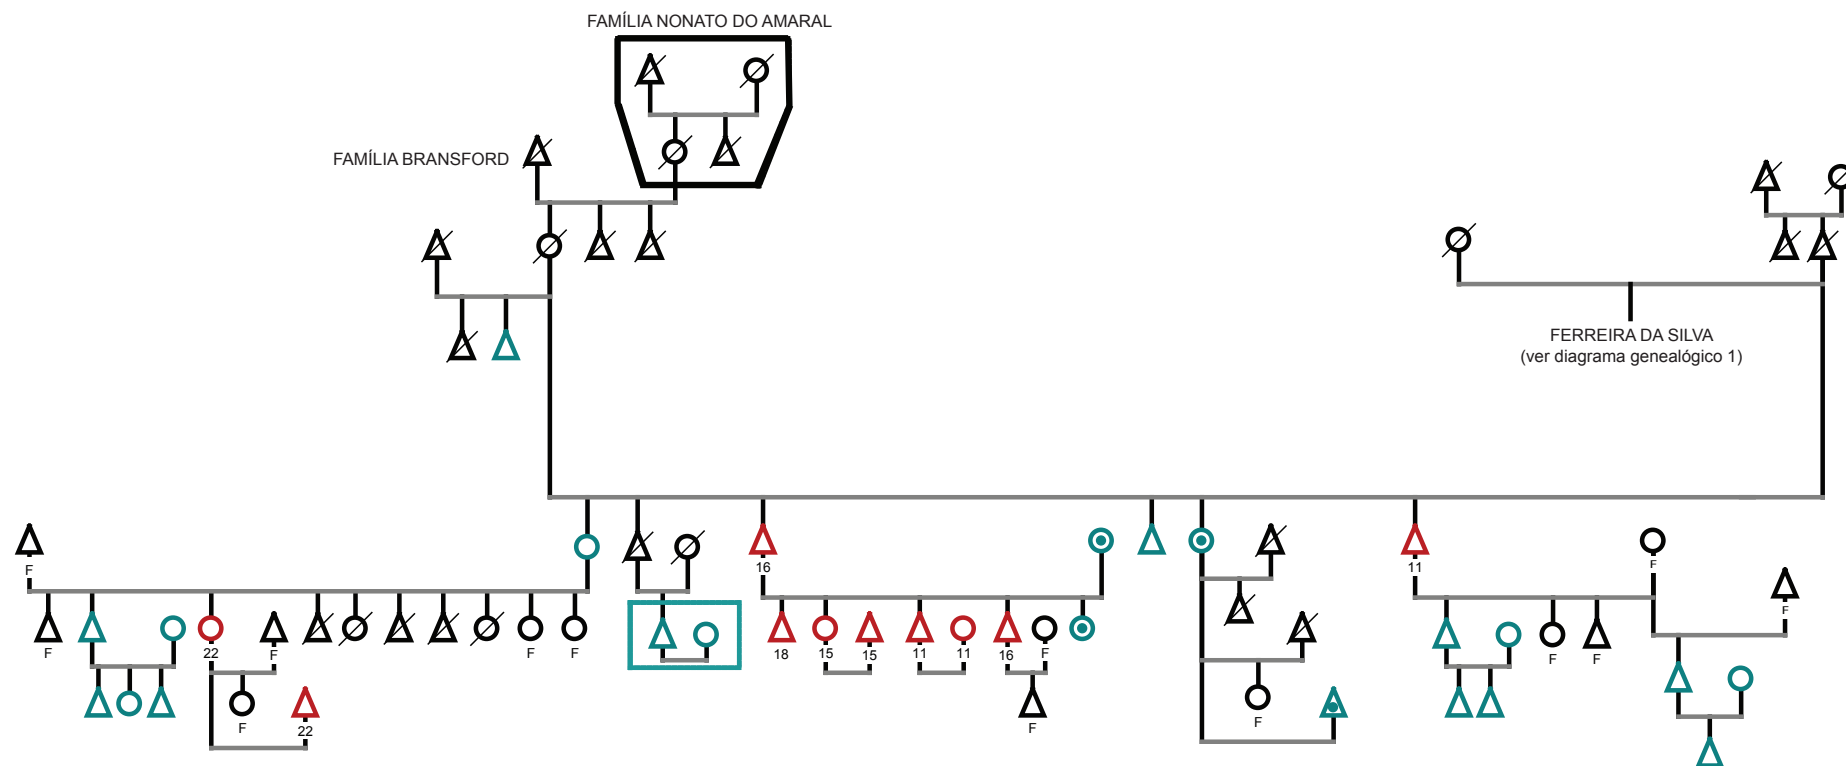 FAMÍLIA NONATO DO AMARAL
FAMÍLIA BRANSFORD
FERREIRA DA SILVA
(ver diagrama genealógico 1)
F
16
11
F
F
F
22
F
F
F
18
15
15
11
11
16
F
F
F
F
F
22
F
F